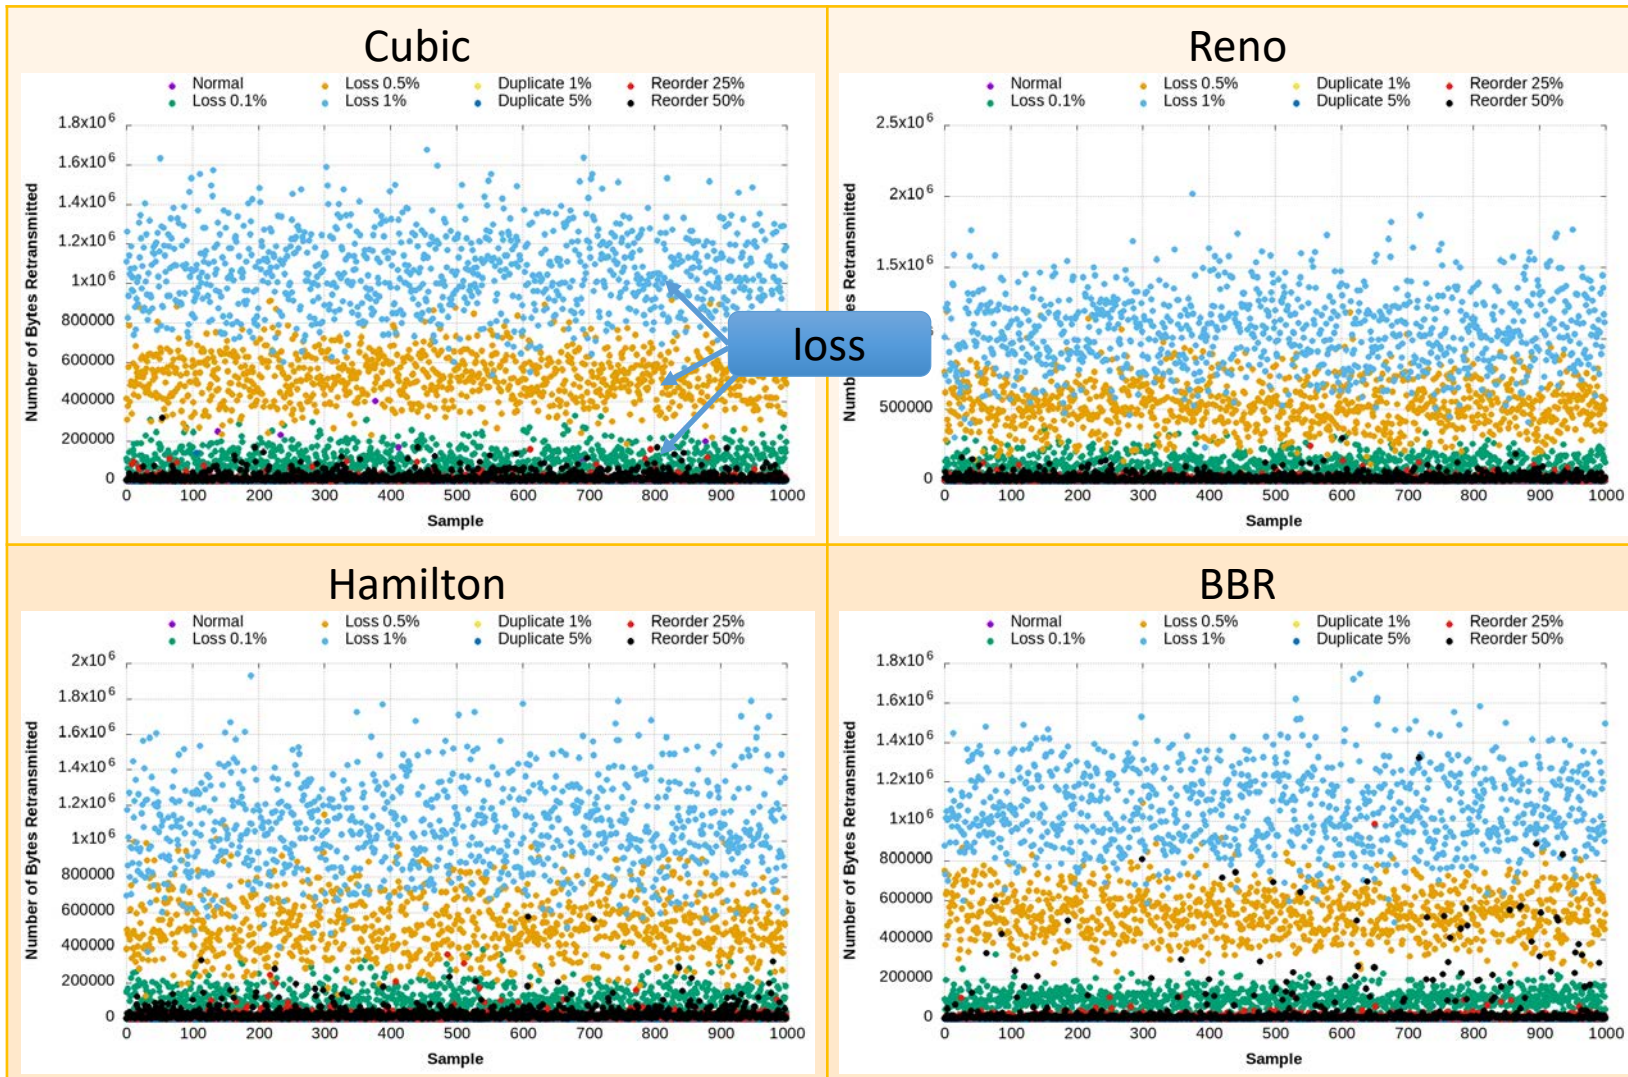 Cubic
Normal Loss 0.5% Duplicate 1% Reorder 25%
Loss 0.1% Loss 1% Duplicate 5% Reorder 50%
1.8x10^6
1.6x10^6
1.4x10^6
1.2x10^6
1x10^6
800000
600000
400000
200000
0
0 100 200 300 400 500 600 700 800 900 1000
Number of Bytes Retransmitted
Sample
loss
Reno
Normal Loss 0.5% Duplicate 1% Reorder 25%
Loss 0.1% Loss 1% Duplicate 5% Reorder 50%
2.5x10^6
2x10^6
1.5x10^6
500000
0
0 100 200 300 400 500 600 700 800 900 1000
Bytes Retransmitted
Sample
Hamilton
Normal Loss 0.5% Duplicate 1% Reorder 25%
Loss 0.1% Loss 1% Duplicate 5% Reorder 50%
2x10^6
1.8x10^6
1.6x10^6
1.4x10^6
1.2x10^6
1x10^6
800000
600000
400000
200000
0
0 100 200 300 400 500 600 700 800 900 1000
Number of Bytes Retransmitted
Sample
BBR
Normal Loss 0.5% Duplicate 1% Reorder 25%
Loss 0.1% Loss 1% Duplicate 5% Reorder 50%
1.8x10^6
1.6x10^6
1.4x10^6
1.2x10^6
1x10^6
800000
600000
400000
200000
0
0 100 200 300 400 500 600 700 800 900 1000
Number of Bytes Retransmitted
Sample